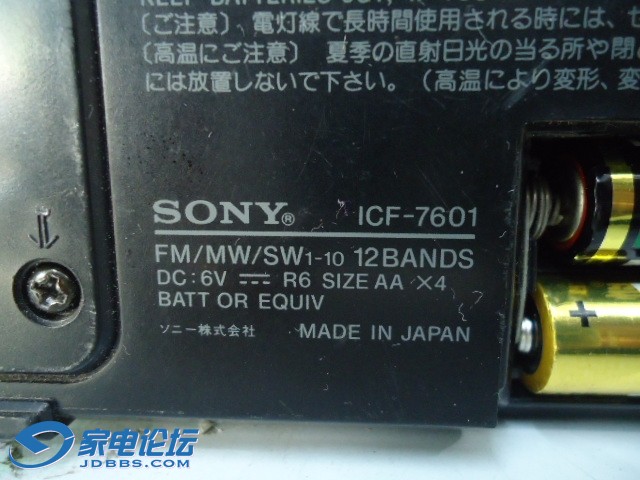 KEEP BATTERIES
（ご注意）電灯線で長時間使用される時には、
（高温にご注意）夏季の直射日光の当る所や閉
には放置しないで下さい。（高温により変形、変
SONY® ICF-7601
FM/MW/SW1-10 12BANDS
DC:6V ⎓ R6 SIZE AA ×4
BATT OR EQUIV
ソニー株式会社 MADE IN JAPAN
+
家电论坛
JDBBS.COM